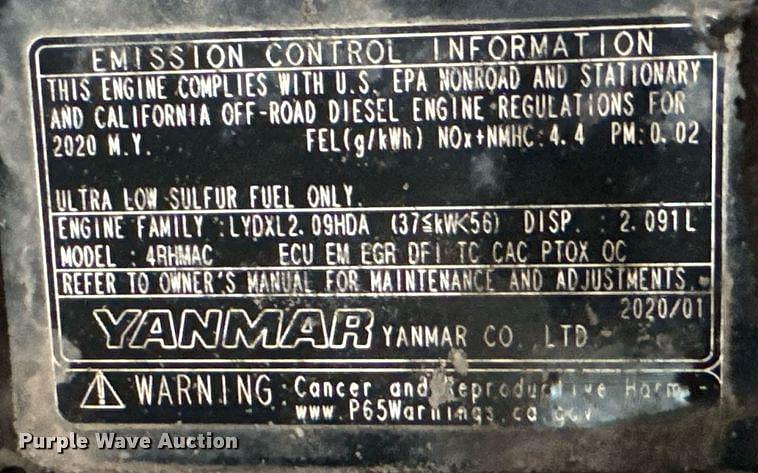 EMISSION CONTROL INFORMATION
THIS ENGINE COMPLIES WITH U.S. EPA NONROAD AND STATIONARY
AND CALIFORNIA OFF-ROAD DIESEL ENGINE REGULATIONS FOR
2020 M.Y. FEL(g/kWh) NOx+NMHC:4.4 PM:0.02
ULTRA LOW SULFUR FUEL ONLY.
ENGINE FAMILY :LYDXL2.09HDA (37≦kW<56) DISP. : 2.091L
MODEL : 4RHMAC ECU EM EGR DFI TC CAC PTOX OC
REFER TO OWNER'S MANUAL FOR MAINTENANCE AND ADJUSTMENTS.
2020/01
YANMAR YANMAR CO.,LTD.
WARNING: Cancer and Reproductive Harm -
www.P65Warnings.ca.gov
Purple Wave Auction